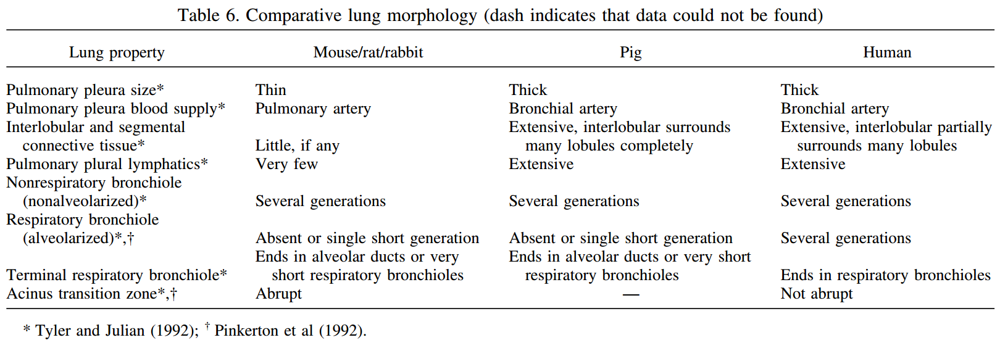 Table 6. Comparative lung morphology (dash indicates that data could not be found)
Lung property Mouse/rat/rabbit Pig Human
Pulmonary pleura size* Thin Thick Thick
Pulmonary pleura blood supply* Pulmonary artery Bronchial artery Bronchial artery
Interlobular and segmental Extensive, interlobular surrounds Extensive, interlobular partially
connective tissue* Little, if any many lobules completely surrounds many lobules
Pulmonary plural lymphatics* Very few Extensive Extensive
Nonrespiratory bronchiole
(nonalveolarized)* Several generations Several generations Several generations
Respiratory bronchiole
(alveolarized)*,† Absent or single short generation Absent or single short generation Several generations
Ends in alveolar ducts or very Ends in alveolar ducts or very short
Terminal respiratory bronchiole* short respiratory bronchioles respiratory bronchioles Ends in respiratory bronchioles
Acinus transition zone*,† Abrupt — Not abrupt
* Tyler and Julian (1992); † Pinkerton et al (1992).